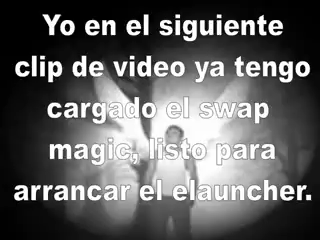 Yo en el siguiente
clip de video ya tengo
cargado el swap
magic, listo para
arrancar el elauncher.